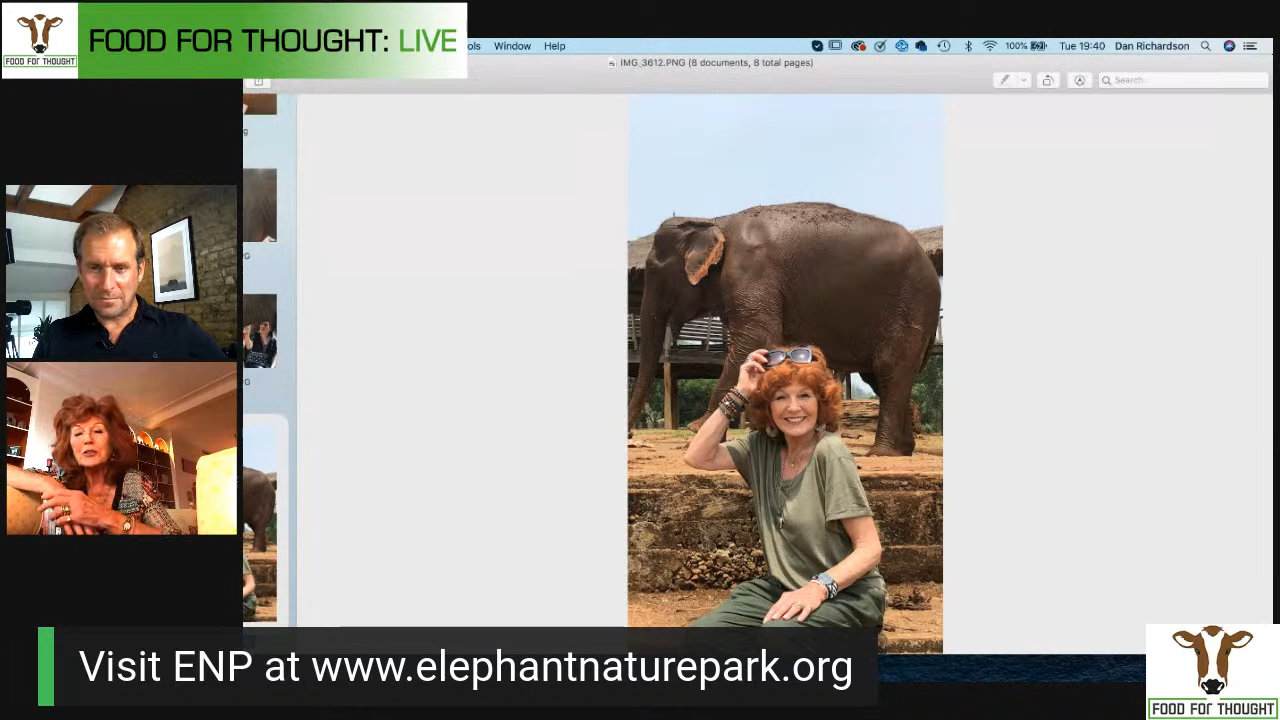 FOOD FOR THOUGHT
FOOD FOR THOUGHT: LIVE
ols Window Help
100%
Tue 19:40 Dan Richardson
IMG_3612.PNG (8 documents, 8 total pages)
Search
Visit ENP at www.elephantnaturepark.org
FOOD FOR THOUGHT